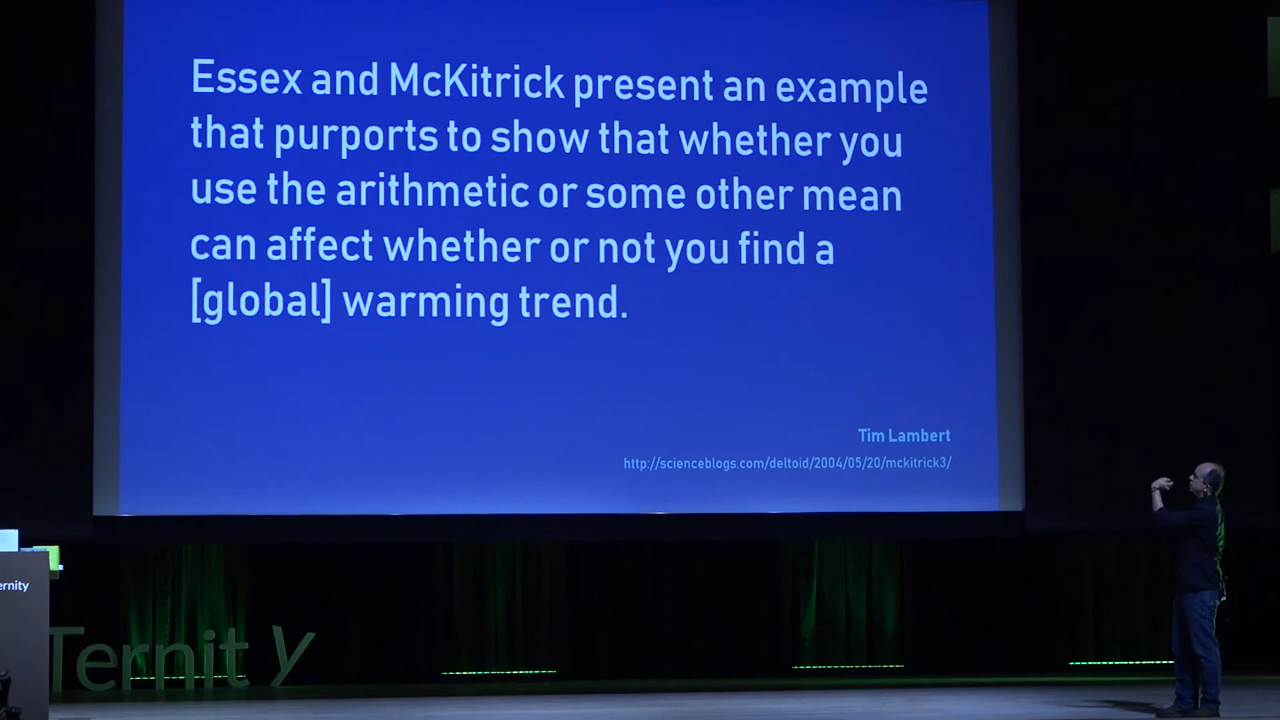 Essex and McKitrick present an example
that purports to show that whether you
use the arithmetic or some other mean
can affect whether or not you find a
[global] warming trend.
Tim Lambert
http://scienceblogs.com/deltoid/2004/05/20/mckitrick3/
ernity
Ternity